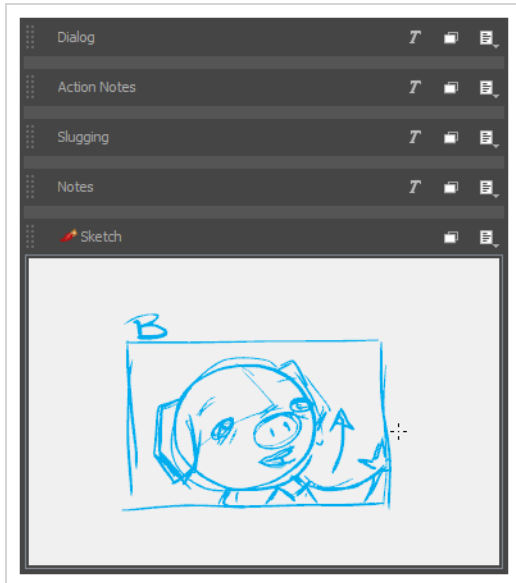 Dialog
Action Notes
Slugging
Notes
Sketch
B